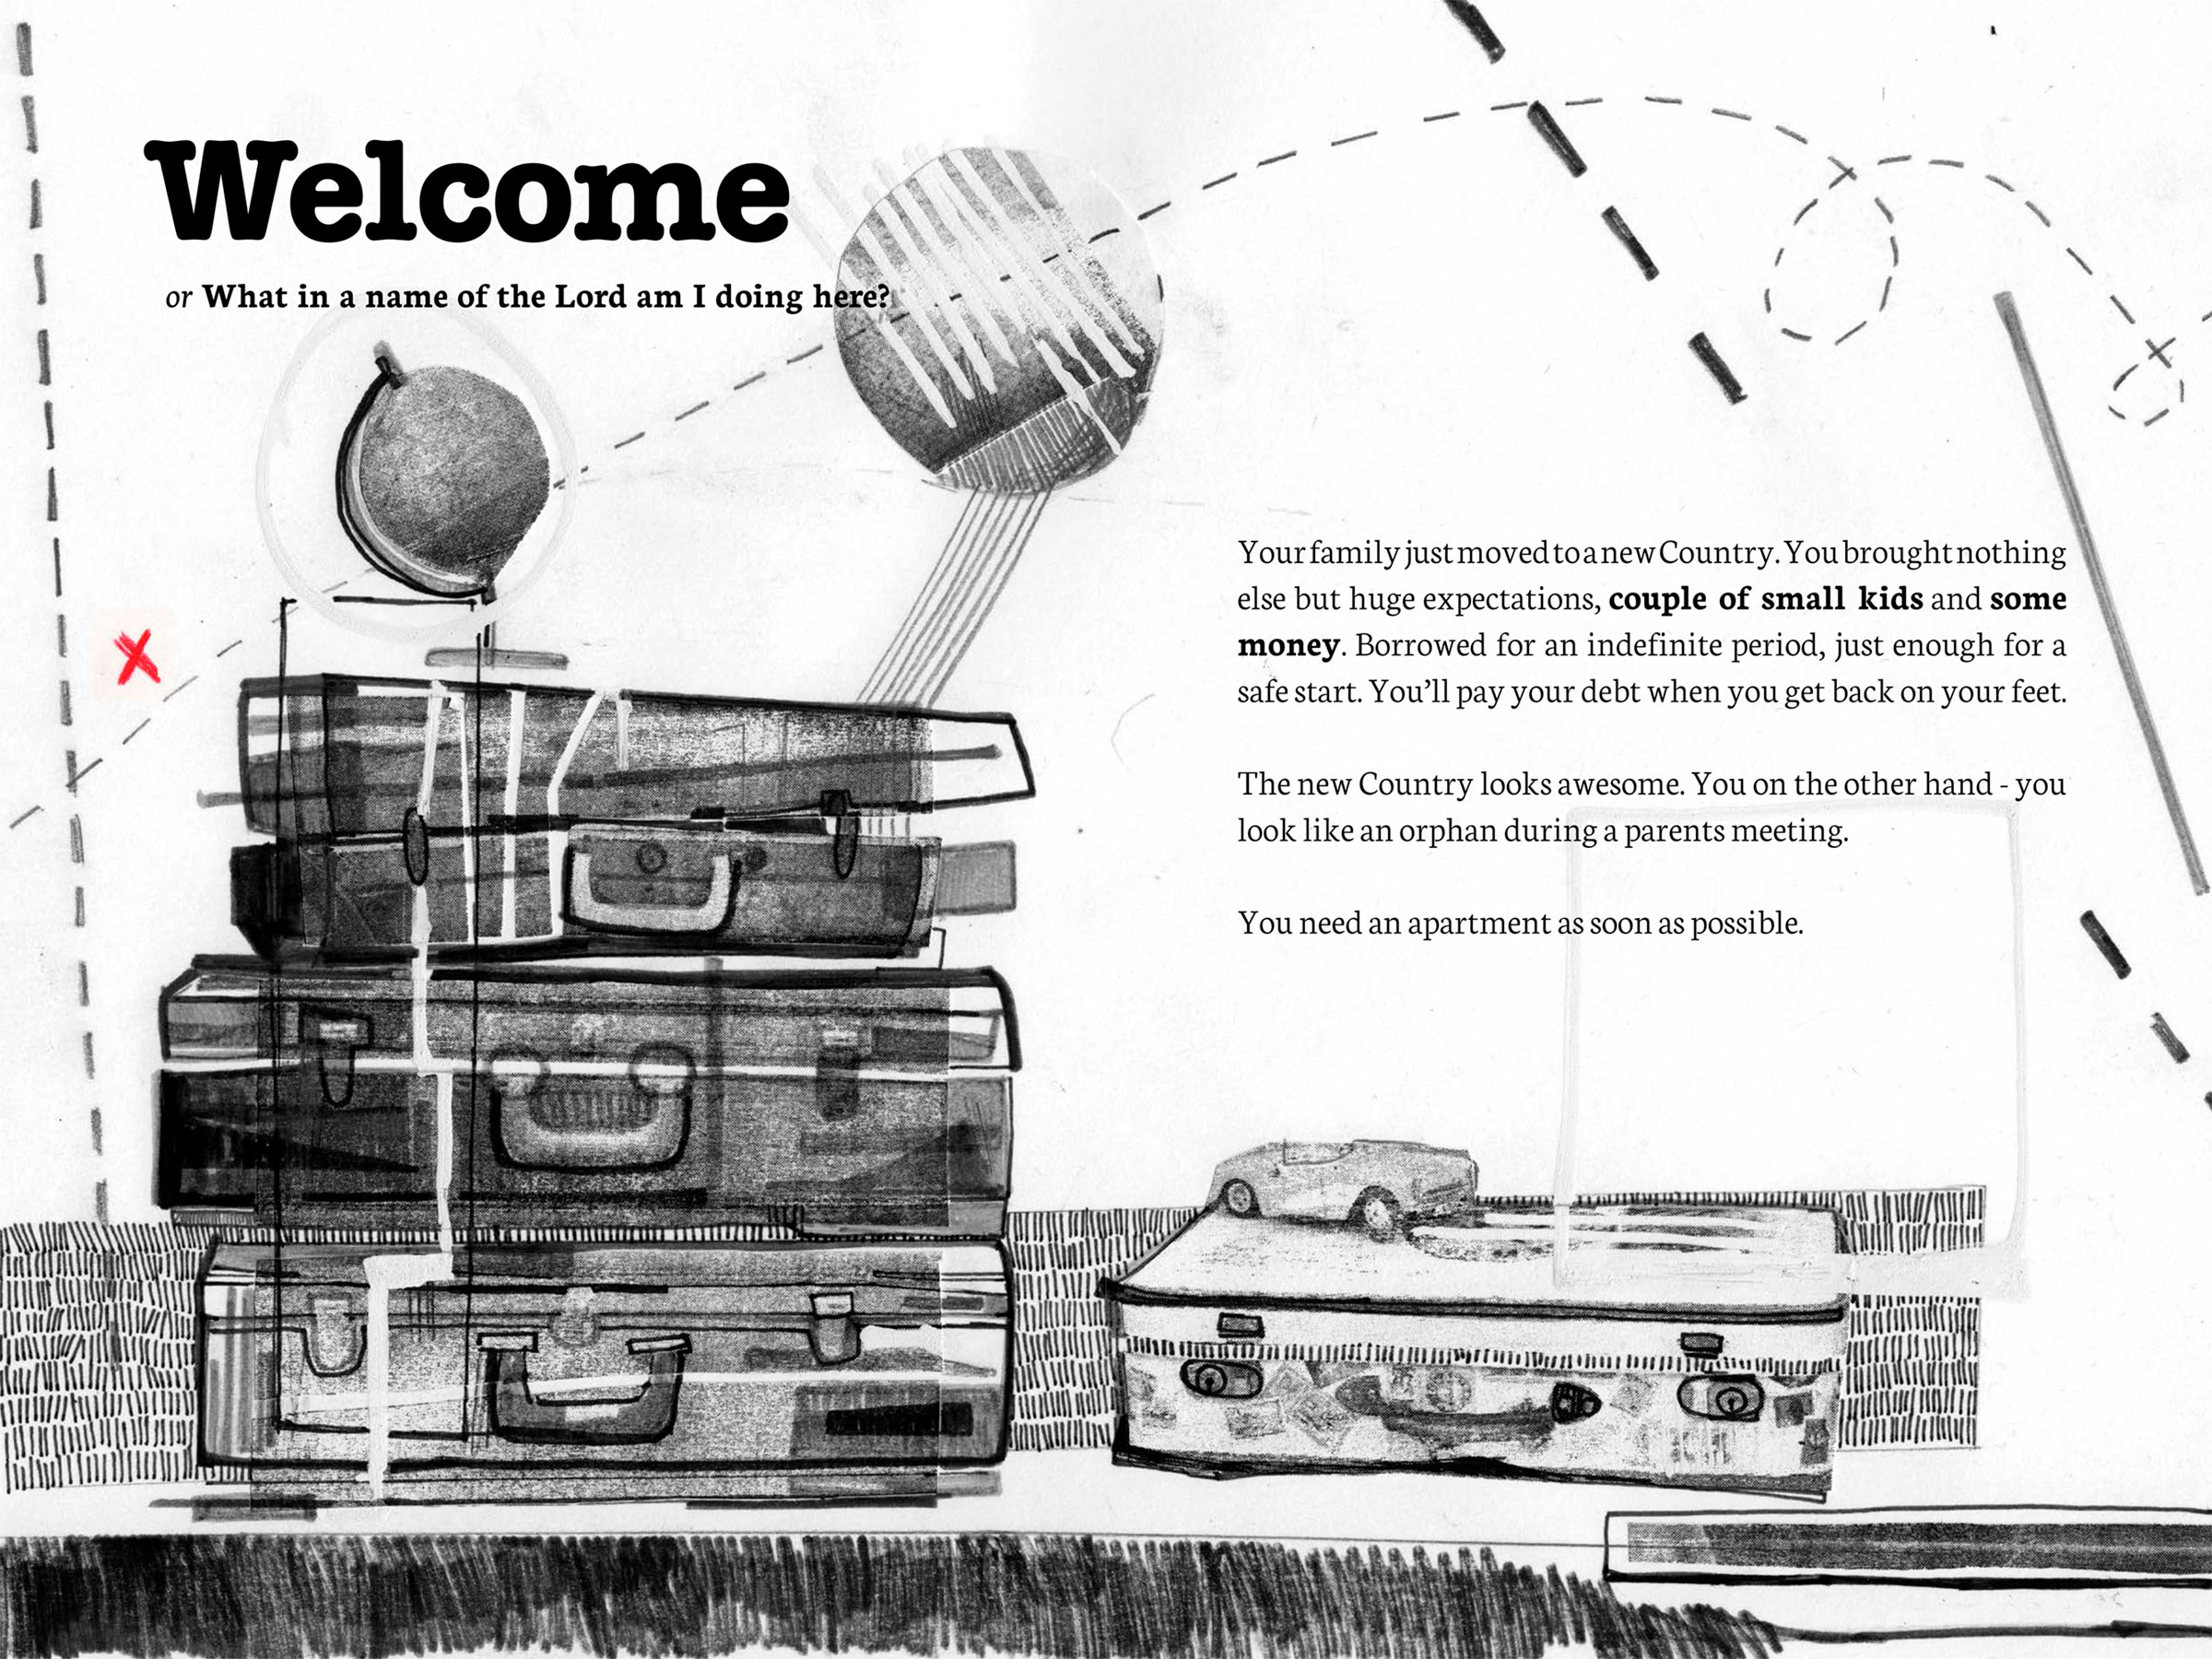 Welcome
or What in a name of the Lord am I doing here?
Your family just moved to a new Country. You brought nothing
else but huge expectations, couple of small kids and some
money. Borrowed for an indefinite period, just enough for a
safe start. You’ll pay your debt when you get back on your feet.
The new Country looks awesome. You on the other hand - you
look like an orphan during a parents meeting.
You need an apartment as soon as possible.